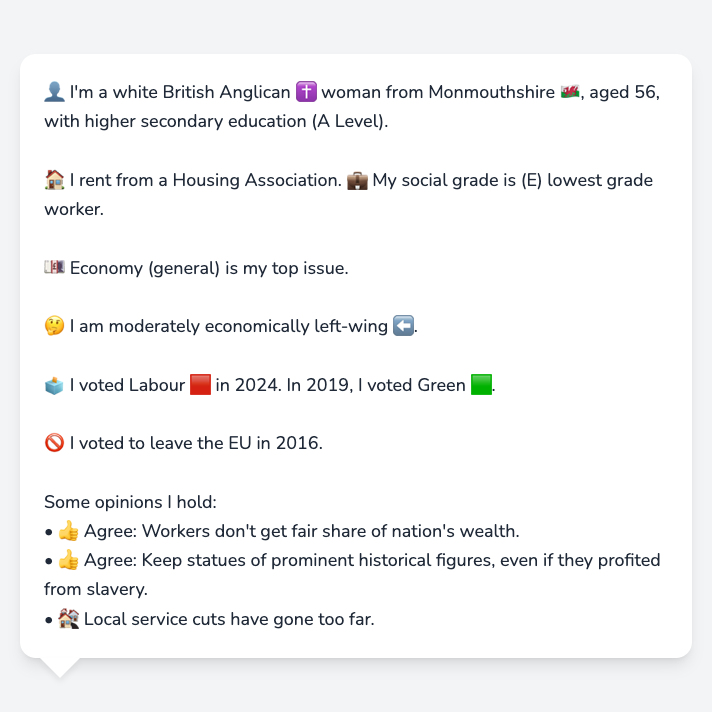 👤 I'm a white British Anglican ✝️ woman from Monmouthshire 🏴󠁧󠁢󠁷󠁬󠁳󠁿, aged 56,
with higher secondary education (A Level).
🏠 I rent from a Housing Association. 💼 My social grade is (E) lowest grade
worker.
💷 Economy (general) is my top issue.
🤔 I am moderately economically left-wing ⬅️.
🗳️ I voted Labour 🟥 in 2024. In 2019, I voted Green 🟩.
🚫 I voted to leave the EU in 2016.
Some opinions I hold:
• 👍 Agree: Workers don't get fair share of nation's wealth.
• 👍 Agree: Keep statues of prominent historical figures, even if they profited
from slavery.
• 🏚️ Local service cuts have gone too far.